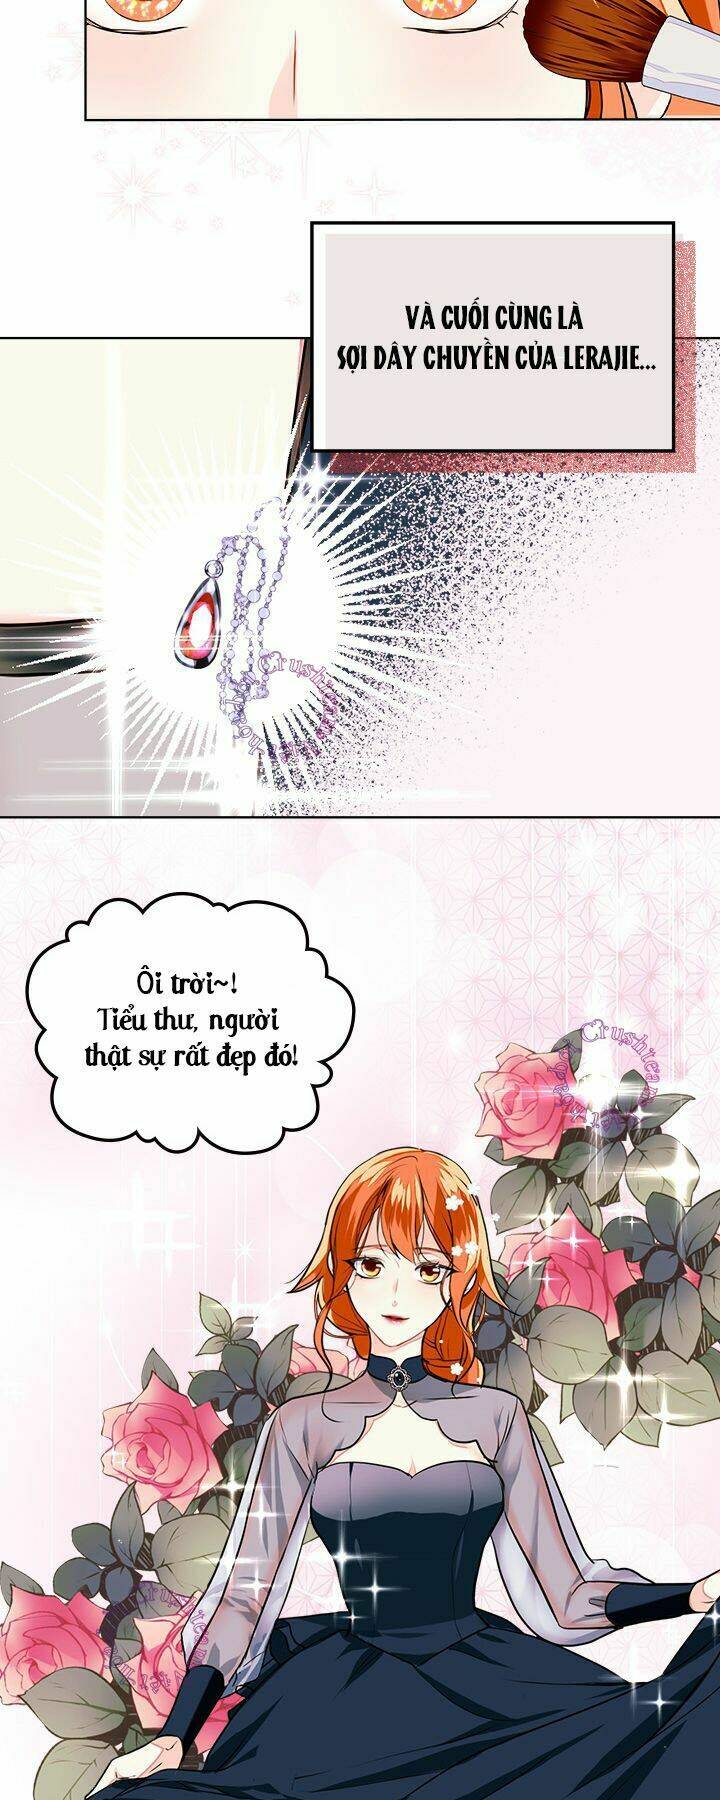 VÀ CUỐI CÙNG LÀ
SỢI DÂY CHUYỀN CỦA LERAJIE...
Ôi trời~!
Tiểu thư, người
thật sự rất đẹp đó!